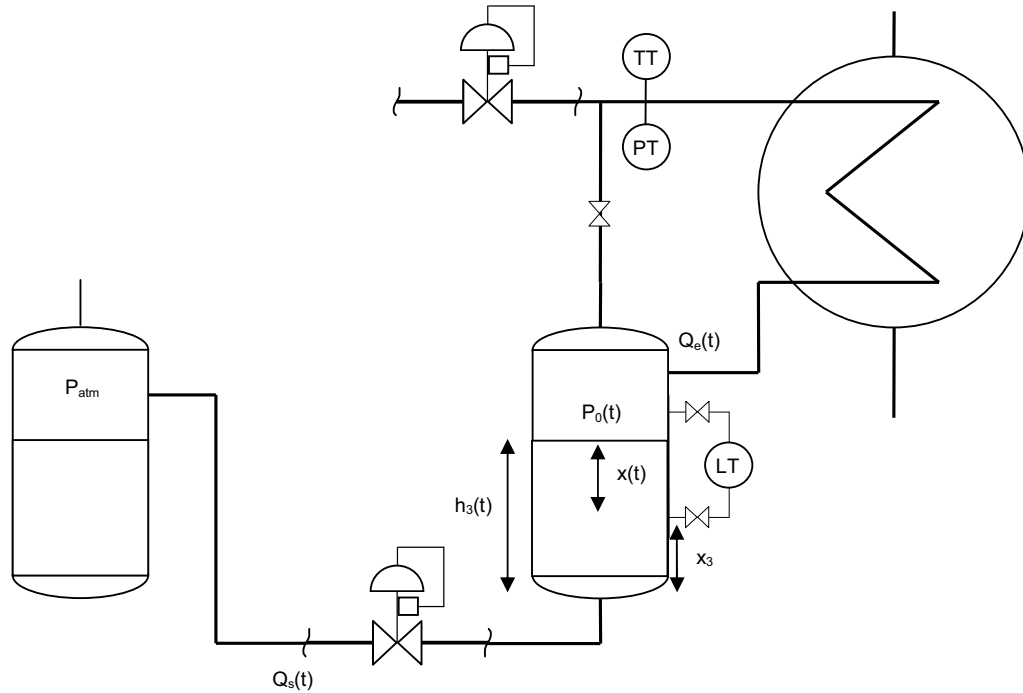 TT
PT
Qₑ(t)
Pₐₜₘ
P₀(t)
x(t)
LT
h₃(t)
x₃
Qₛ(t)